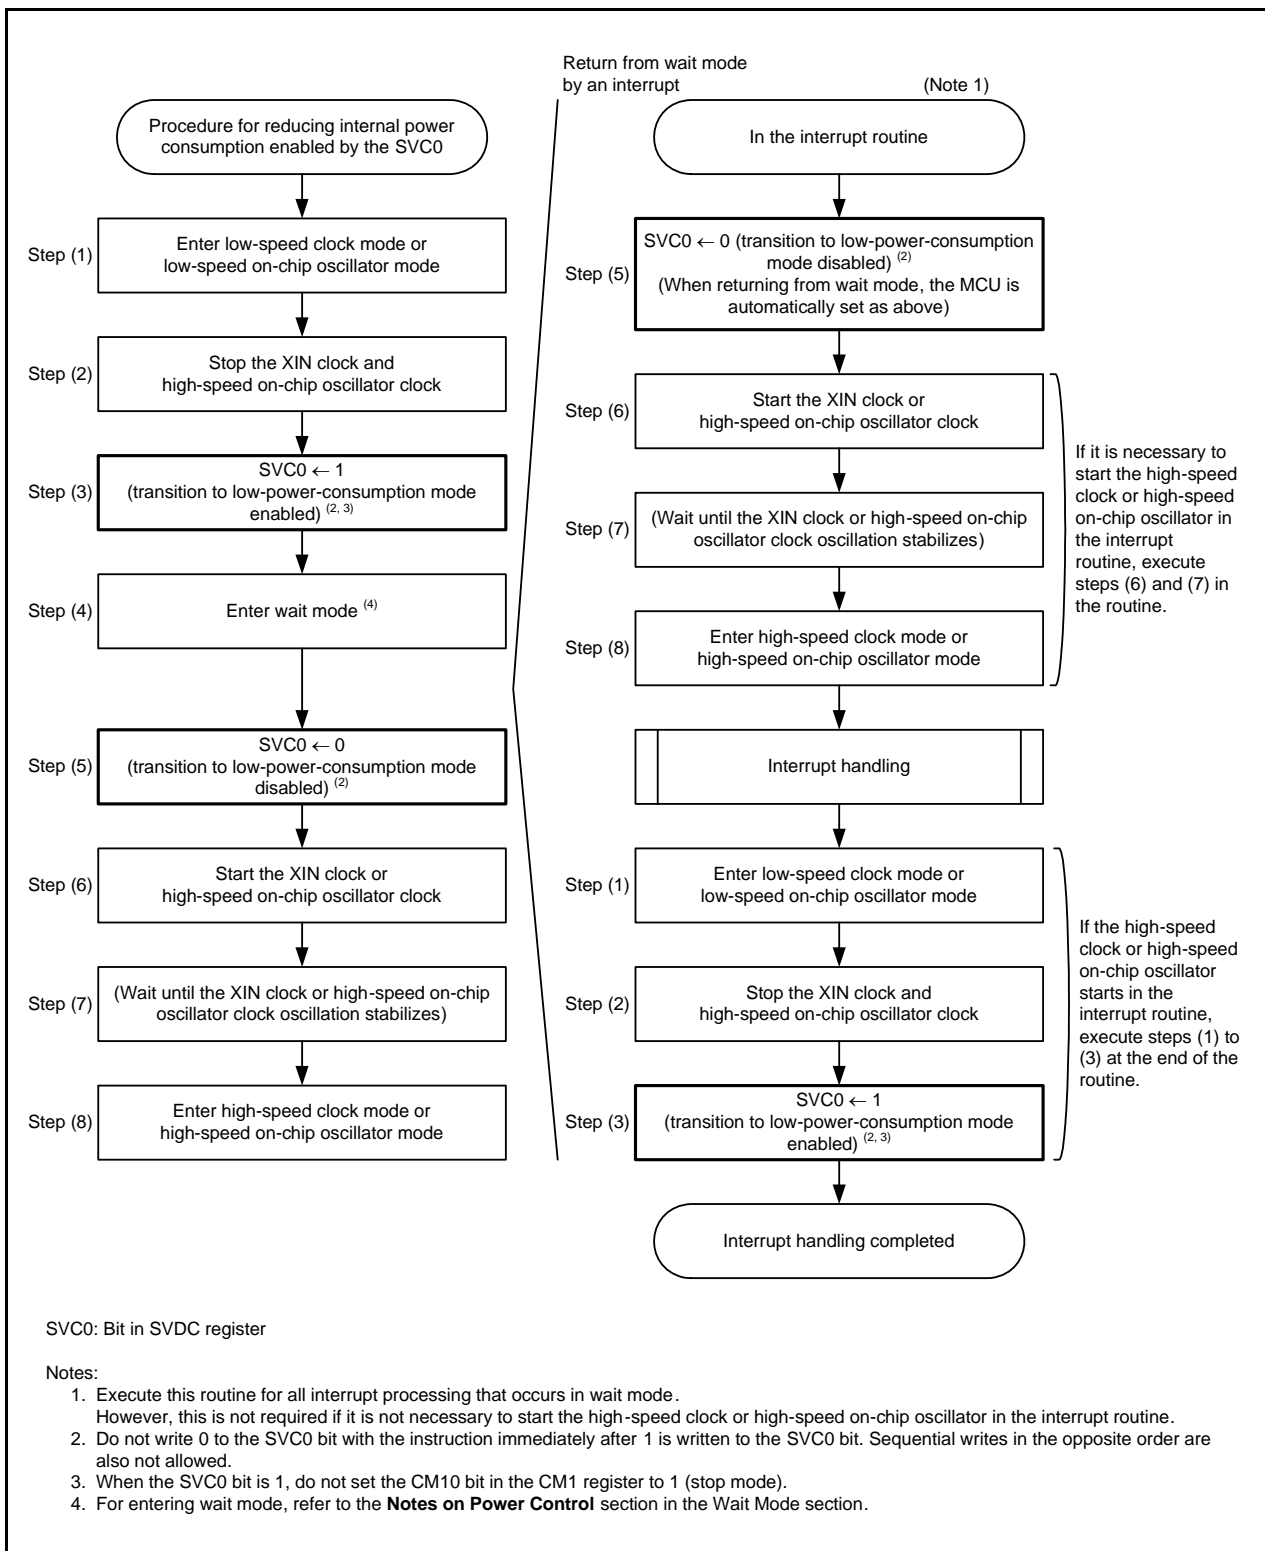 Procedure for reducing internal power
consumption enabled by the SVC0
Step (1)
Enter low-speed clock mode or
low-speed on-chip oscillator mode
Step (2)
Stop the XIN clock and
high-speed on-chip oscillator clock
Step (3)
SVC0 ← 1
(transition to low-power-consumption mode
enabled) (2, 3)
Step (4)
Enter wait mode (4)
Step (5)
SVC0 ← 0
(transition to low-power-consumption mode
disabled) (2)
Step (6)
Start the XIN clock or
high-speed on-chip oscillator clock
Step (7)
(Wait until the XIN clock or high-speed on-chip
oscillator clock oscillation stabilizes)
Step (8)
Enter high-speed clock mode or
high-speed on-chip oscillator mode
Return from wait mode
by an interrupt
(Note 1)
In the interrupt routine
Step (5)
SVC0 ← 0 (transition to low-power-consumption
mode disabled) (2)
(When returning from wait mode, the MCU is
automatically set as above)
Step (6)
Start the XIN clock or
high-speed on-chip oscillator clock
Step (7)
(Wait until the XIN clock or high-speed on-chip
oscillator clock oscillation stabilizes)
Step (8)
Enter high-speed clock mode or
high-speed on-chip oscillator mode
If it is necessary to
start the high-speed
clock or high-speed
on-chip oscillator in
the interrupt
routine, execute
steps (6) and (7) in
the routine.
Interrupt handling
Step (1)
Enter low-speed clock mode or
low-speed on-chip oscillator mode
Step (2)
Stop the XIN clock and
high-speed on-chip oscillator clock
Step (3)
SVC0 ← 1
(transition to low-power-consumption mode
enabled) (2, 3)
If the high-speed
clock or high-speed
on-chip oscillator
starts in the
interrupt routine,
execute steps (1) to
(3) at the end of the
routine.
Interrupt handling completed
SVC0: Bit in SVDC register
Notes:
1. Execute this routine for all interrupt processing that occurs in wait mode.
However, this is not required if it is not necessary to start the high-speed clock or high-speed on-chip oscillator in the interrupt routine.
2. Do not write 0 to the SVC0 bit with the instruction immediately after 1 is written to the SVC0 bit. Sequential writes in the opposite order are
also not allowed.
3. When the SVC0 bit is 1, do not set the CM10 bit in the CM1 register to 1 (stop mode).
4. For entering wait mode, refer to the Notes on Power Control section in the Wait Mode section.